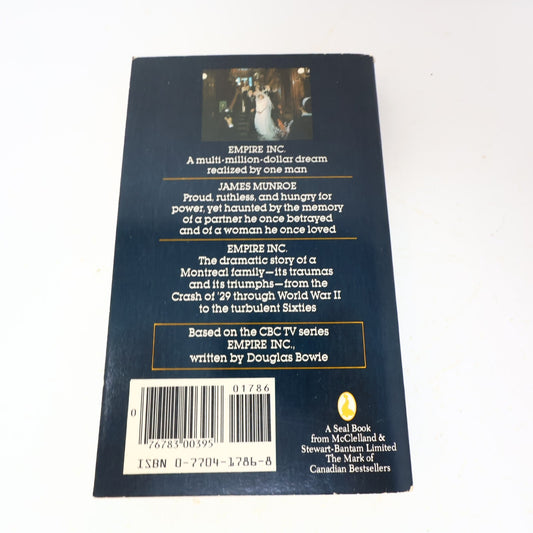 EMPIRE INC.
A multi-million-dollar dream
realized by one man
JAMES MUNROE
Proud, ruthless, and hungry for
power, yet haunted by the memory
of a partner he once betrayed
and of a woman he once loved
EMPIRE INC.
The dramatic story of a
Montreal family—its traumas
and its triumphs—from the
Crash of '29 through World War II
to the turbulent Sixties
Based on the CBC TV series
EMPIRE INC.,
written by Douglas Bowie
01786
0
76783 00395
ISBN 0-7704-1786-8
A Seal Book
from McClelland &
Stewart-Bantam Limited
The Mark of
Canadian Bestsellers